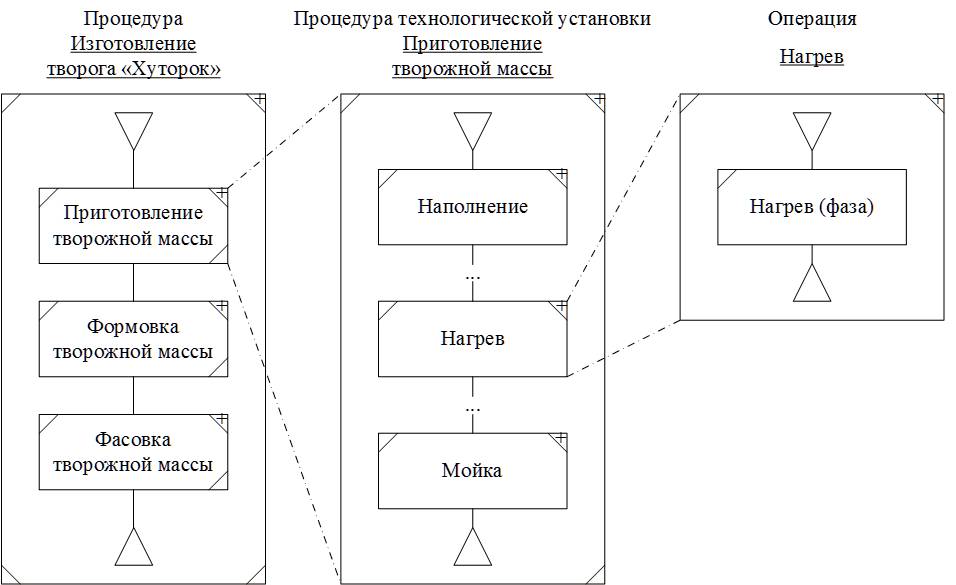 Процедура
Изготовление
творога «Хуторок»
Процедура технологической установки
Приготовление
творожной массы
Операция
Нагрев
Приготовление
творожной массы
Формовка
творожной массы
Фасовка
творожной массы
Наполнение
...
Нагрев
...
Мойка
Нагрев (фаза)